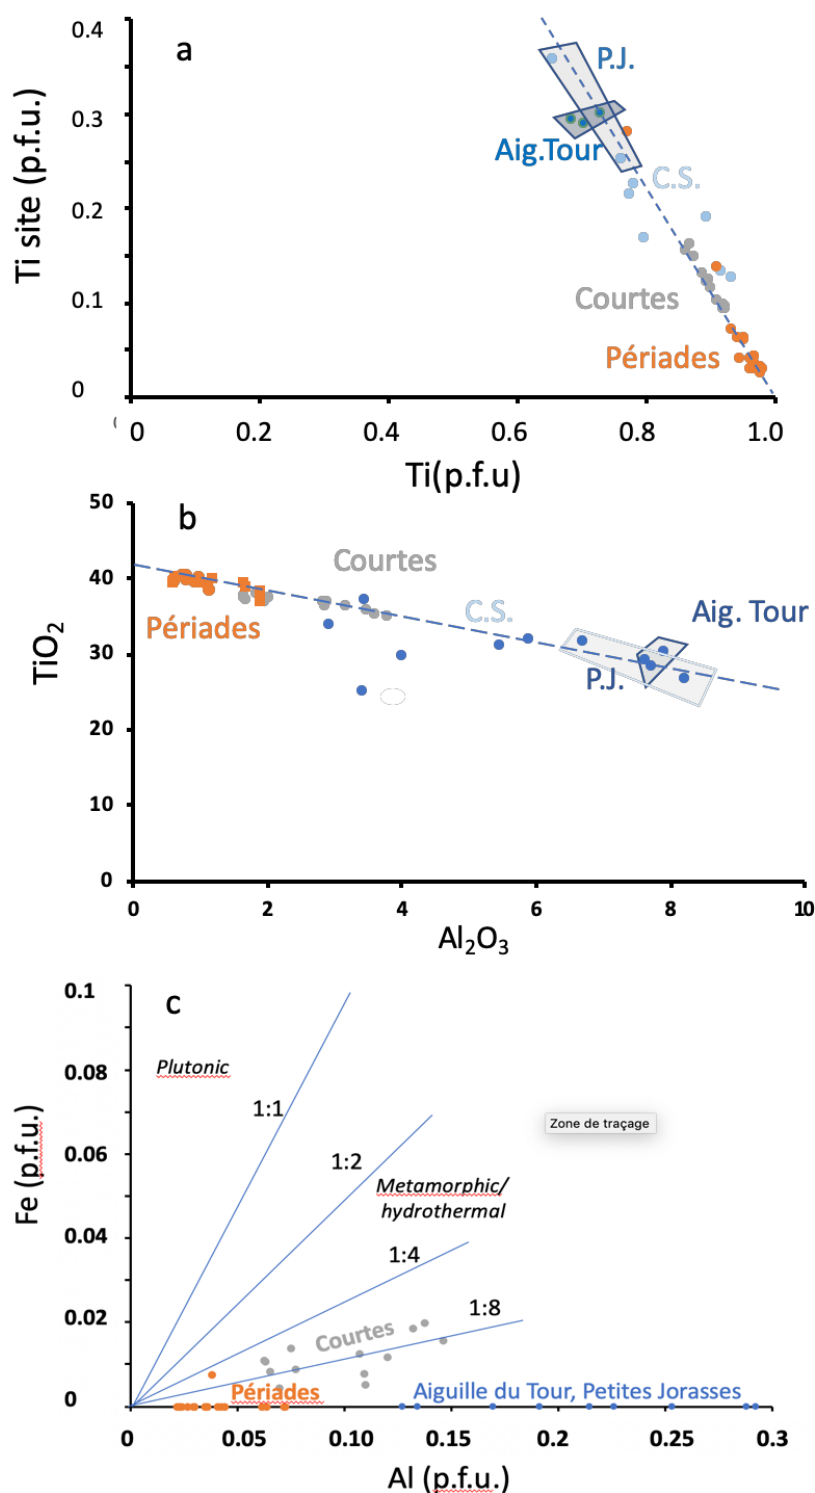 a
0.4
0.3
0.2
0.1
0
Ti site (p.f.u.)
P.J.
Aig.Tour
C.S.
Courtes
Périades
0 0.2 0.4 0.6 0.8 1.0
Ti(p.f.u)
b
50
40
30
20
10
0
TiO2
Courtes
Périades
C.S.
Aig. Tour
P.J.
0 2 4 6 8 10
Al2O3
c
0.1
0.08
0.06
0.04
0.02
0
Fe (p.f.u.)
Plutonic
1:1
1:2
Zone de traçage
Metamorphic/
hydrothermal
1:4
1:8
Courtes
Périades
Aiguille du Tour, Petites Jorasses
0 0.05 0.10 0.15 0.2 0.25 0.3
Al (p.f.u.)